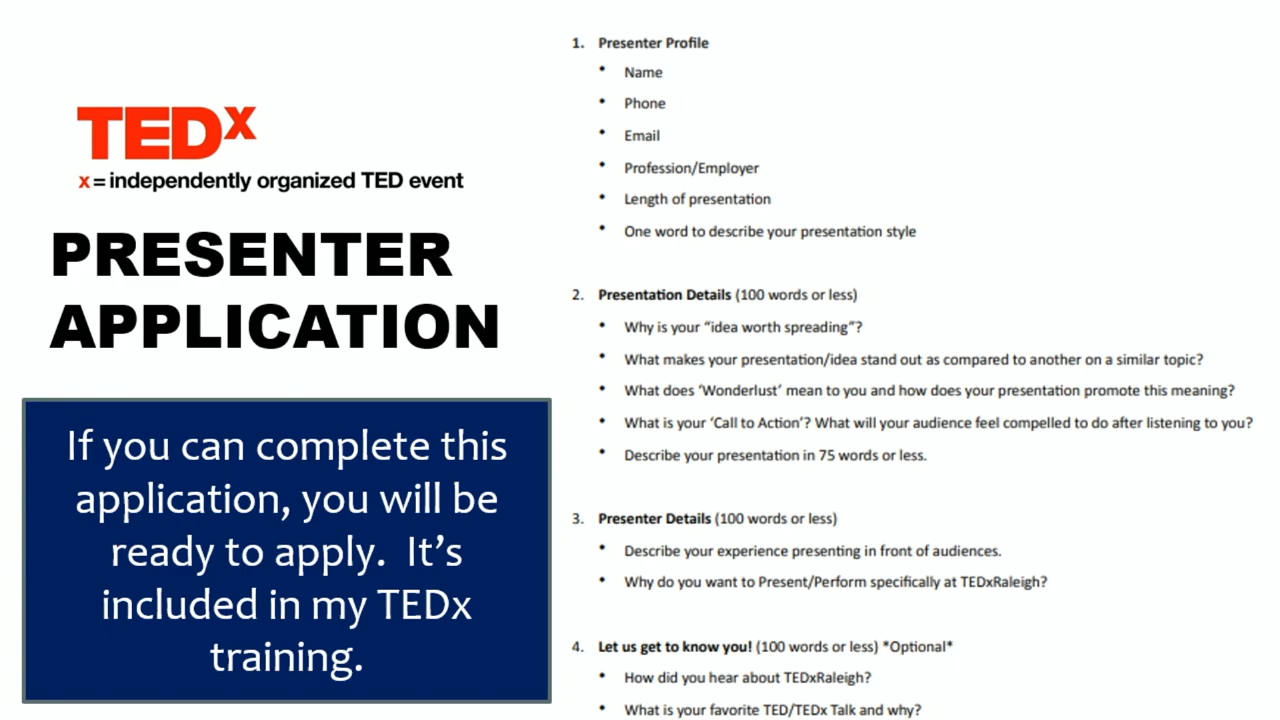 TEDx
x = independently organized TED event
PRESENTER
APPLICATION
If you can complete this
application, you will be
ready to apply. It's
included in my TEDx
training.
1. Presenter Profile
• Name
• Phone
• Email
• Profession/Employer
• Length of presentation
• One word to describe your presentation style
2. Presentation Details (100 words or less)
• Why is your “idea worth spreading”?
• What makes your presentation/idea stand out as compared to another on a similar topic?
• What does ‘Wonderlust’ mean to you and how does your presentation promote this meaning?
• What is your ‘Call to Action’? What will your audience feel compelled to do after listening to you?
• Describe your presentation in 75 words or less.
3. Presenter Details (100 words or less)
• Describe your experience presenting in front of audiences.
• Why do you want to Present/Perform specifically at TEDxRaleigh?
4. Let us get to know you! (100 words or less) *Optional*
• How did you hear about TEDxRaleigh?
• What is your favorite TED/TEDx Talk and why?